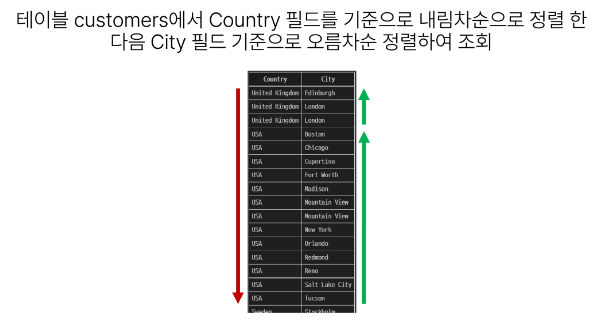 테이블 customers에서 Country 필드를 기준으로 내림차순으로 정렬 한
다음 City 필드 기준으로 오름차순 정렬하여 조회
Country City
United Kingdom Edinburgh
United Kingdom London
United Kingdom London
USA Boston
USA Chicago
USA Cupertino
USA Fort Worth
USA Madison
USA Mountain View
USA Mountain View
USA New York
USA Orlando
USA Redmond
USA Reno
USA Salt Lake City
USA Tucson
Sweden Stockholm